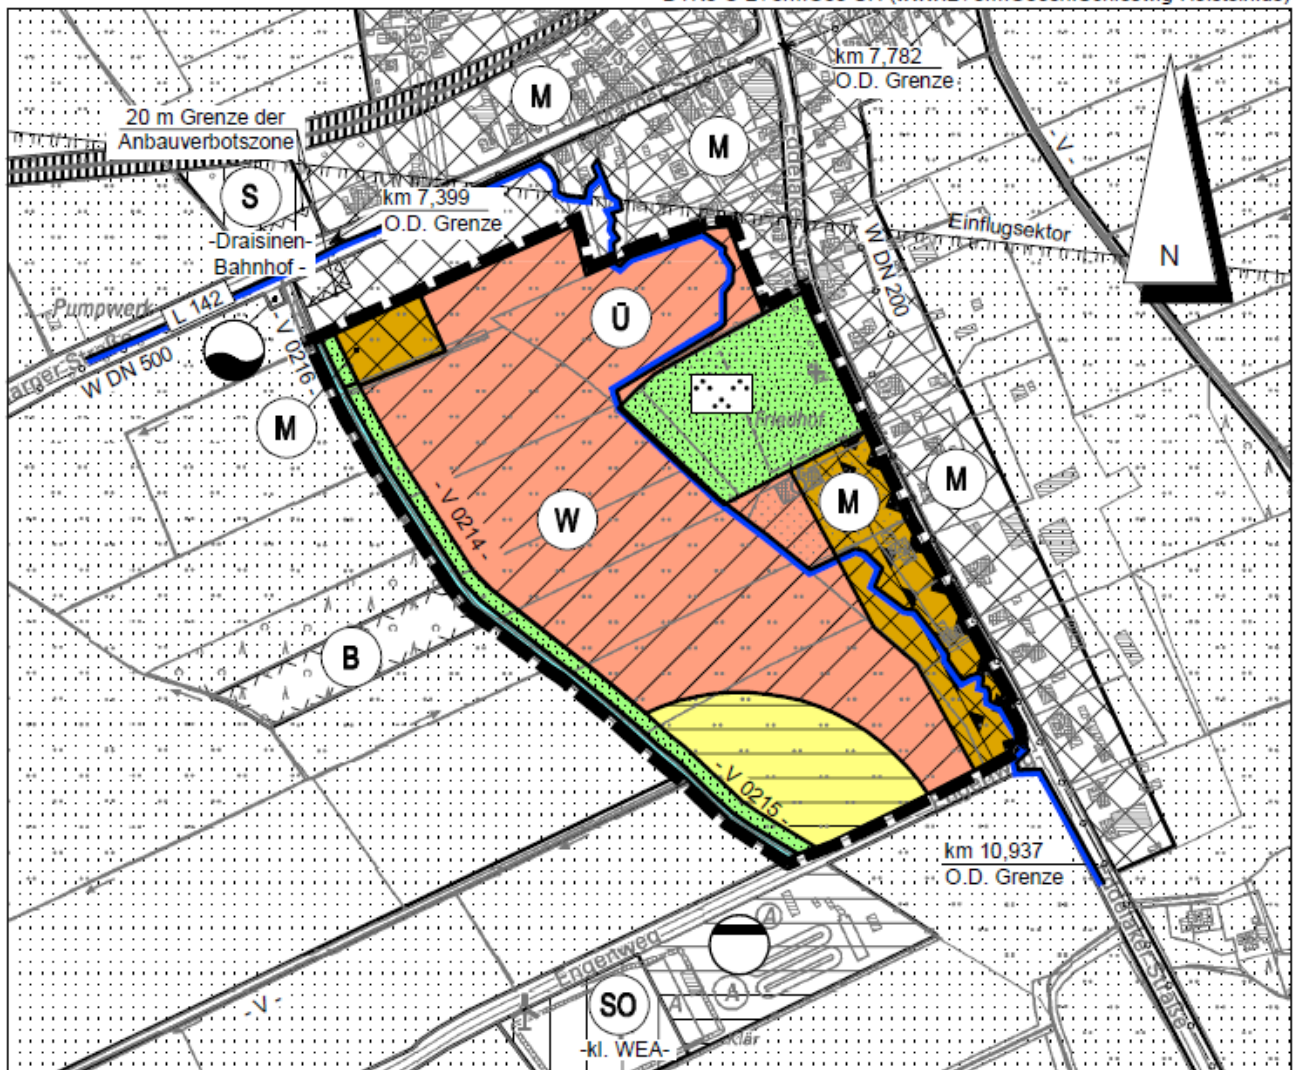 km 7,782
O.D. Grenze
M
20 m Grenze der
Anbauverbotszone
M
S
km 7,399
O.D. Grenze
-Draisinen-
Bahnhof -
Einflugsektor
W DN 200
N
Pumpwerk
L 142
Ü
- V 0216 -
W DN 500
M
Friedhof
M
M
- V 0214 -
W
B
- V 0215 -
km 10,937
O.D. Grenze
Engenweg
A
A
SO
A
-kl. WEA-
- V -
- V -